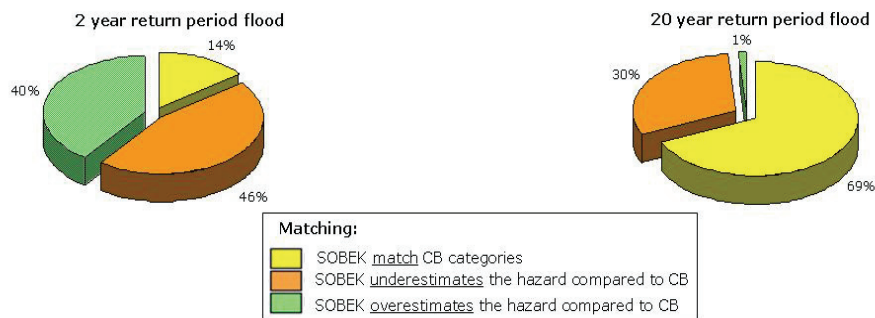 2 year return period flood
14%
40%
46%
20 year return period flood
1%
30%
69%
Matching:
SOBEK match CB categories
SOBEK underestimates the hazard compared to CB
SOBEK overestimates the hazard compared to CB